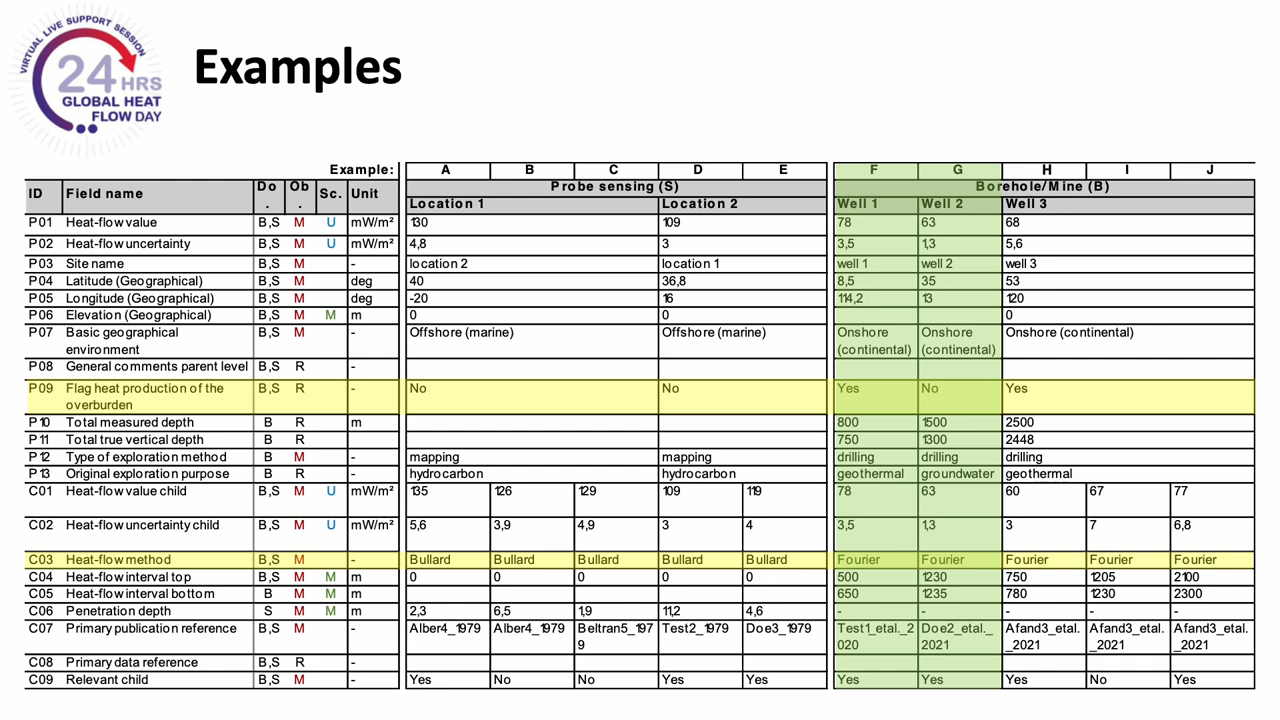 VIRTUAL LIVE SUPPORT SESSION
24 HRS
GLOBAL HEAT
FLOW DAY
Examples
Example: A B C D E F G H I J
ID Field name Do. Ob. Sc. Unit Probe sensing (S) Borehole/Mine (B)
Location 1 Location 2 Well 1 Well 2 Well 3
P01 Heat-flow value B,S M U mW/m² 130 109 78 63 68
P02 Heat-flow uncertainty B,S M U mW/m² 4,8 3 3,5 1,3 5,6
P03 Site name B,S M - location 2 location 1 well 1 well 2 well 3
P04 Latitude (Geographical) B,S M deg 40 36,8 8,5 35 53
P05 Longitude (Geographical) B,S M deg -20 16 114,2 13 120
P06 Elevation (Geographical) B,S M M m 0 0 0
P07 Basic geographical environment B,S M - Offshore (marine) Offshore (marine) Onshore (continental) Onshore (continental) Onshore (continental)
P08 General comments parent level B,S R -
P09 Flag heat production of the overburden B,S R - No No Yes No Yes
P10 Total measured depth B R m 800 1500 2500
P11 Total true vertical depth B R 750 1300 2448
P12 Type of exploration method B M - mapping mapping drilling drilling drilling
P13 Original exploration purpose B R - hydrocarbon hydrocarbon geothermal groundwater geothermal
C01 Heat-flow value child B,S M U mW/m² 135 126 129 109 119 78 63 60 67 77
C02 Heat-flow uncertainty child B,S M U mW/m² 5,6 3,9 4,9 3 4 3,5 1,3 3 7 6,8
C03 Heat-flow method B,S M - Bullard Bullard Bullard Bullard Bullard Fourier Fourier Fourier Fourier Fourier
C04 Heat-flow interval top B,S M M m 0 0 0 0 0 500 1230 750 1205 2100
C05 Heat-flow interval bottom B M M m 650 1235 780 1230 2300
C06 Penetration depth S M M m 2,3 6,5 1,9 11,2 4,6 - - - - -
C07 Primary publication reference B,S M - Alber4_1979 Alber4_1979 Beltran5_1979 Test2_1979 Doe3_1979 Test1_etal._2020 Doe2_etal._2021 Afand3_etal._2021 Afand3_etal._2021 Afand3_etal._2021
C08 Primary data reference B,S R -
C09 Relevant child B,S M - Yes No No Yes Yes Yes Yes Yes No Yes